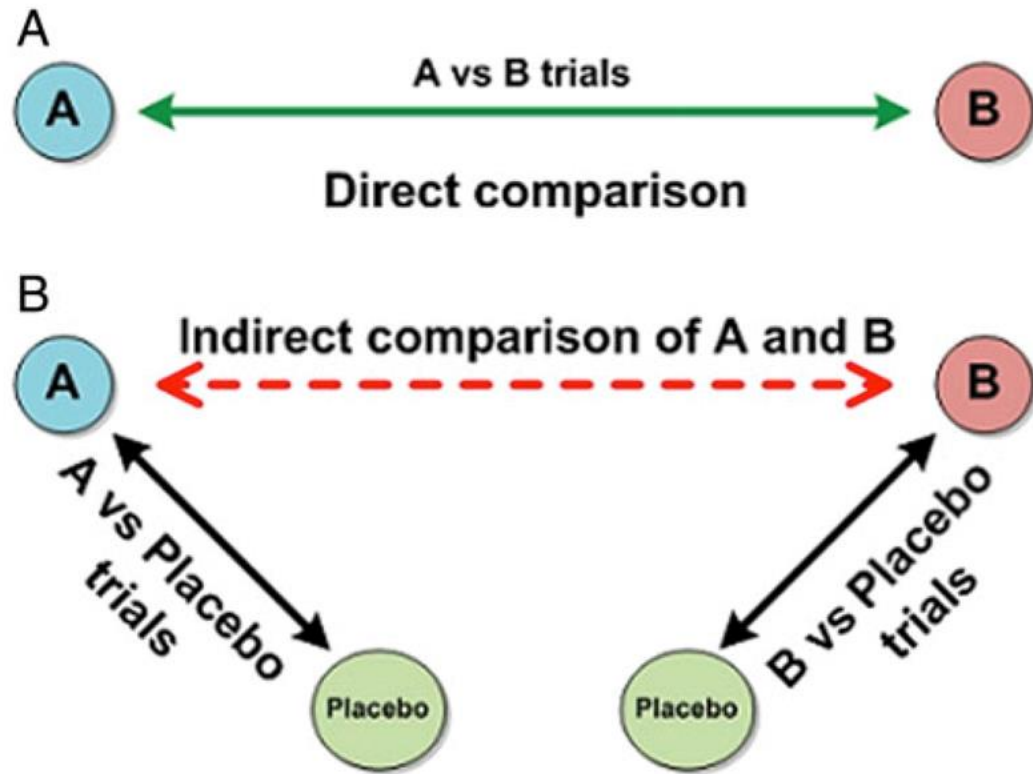 A
A
A vs B trials
B
Direct comparison
B
Indirect comparison of A and B
A
B
A vs Placebo
trials
B vs Placebo
trials
Placebo
Placebo